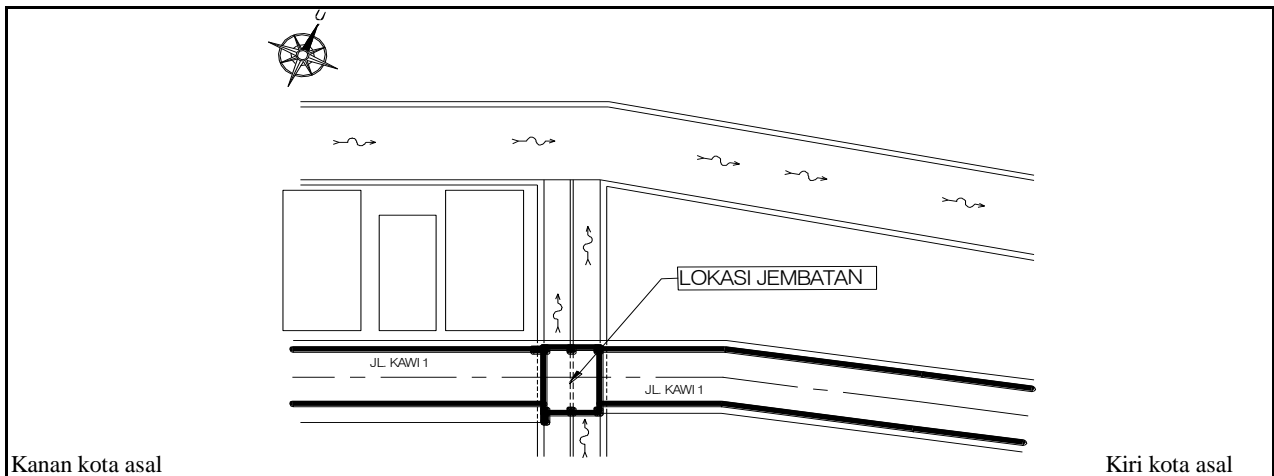 U
LOKASI JEMBATAN
JL. KAWI 1
JL. KAWI 1
Kanan kota asal
Kiri kota asal